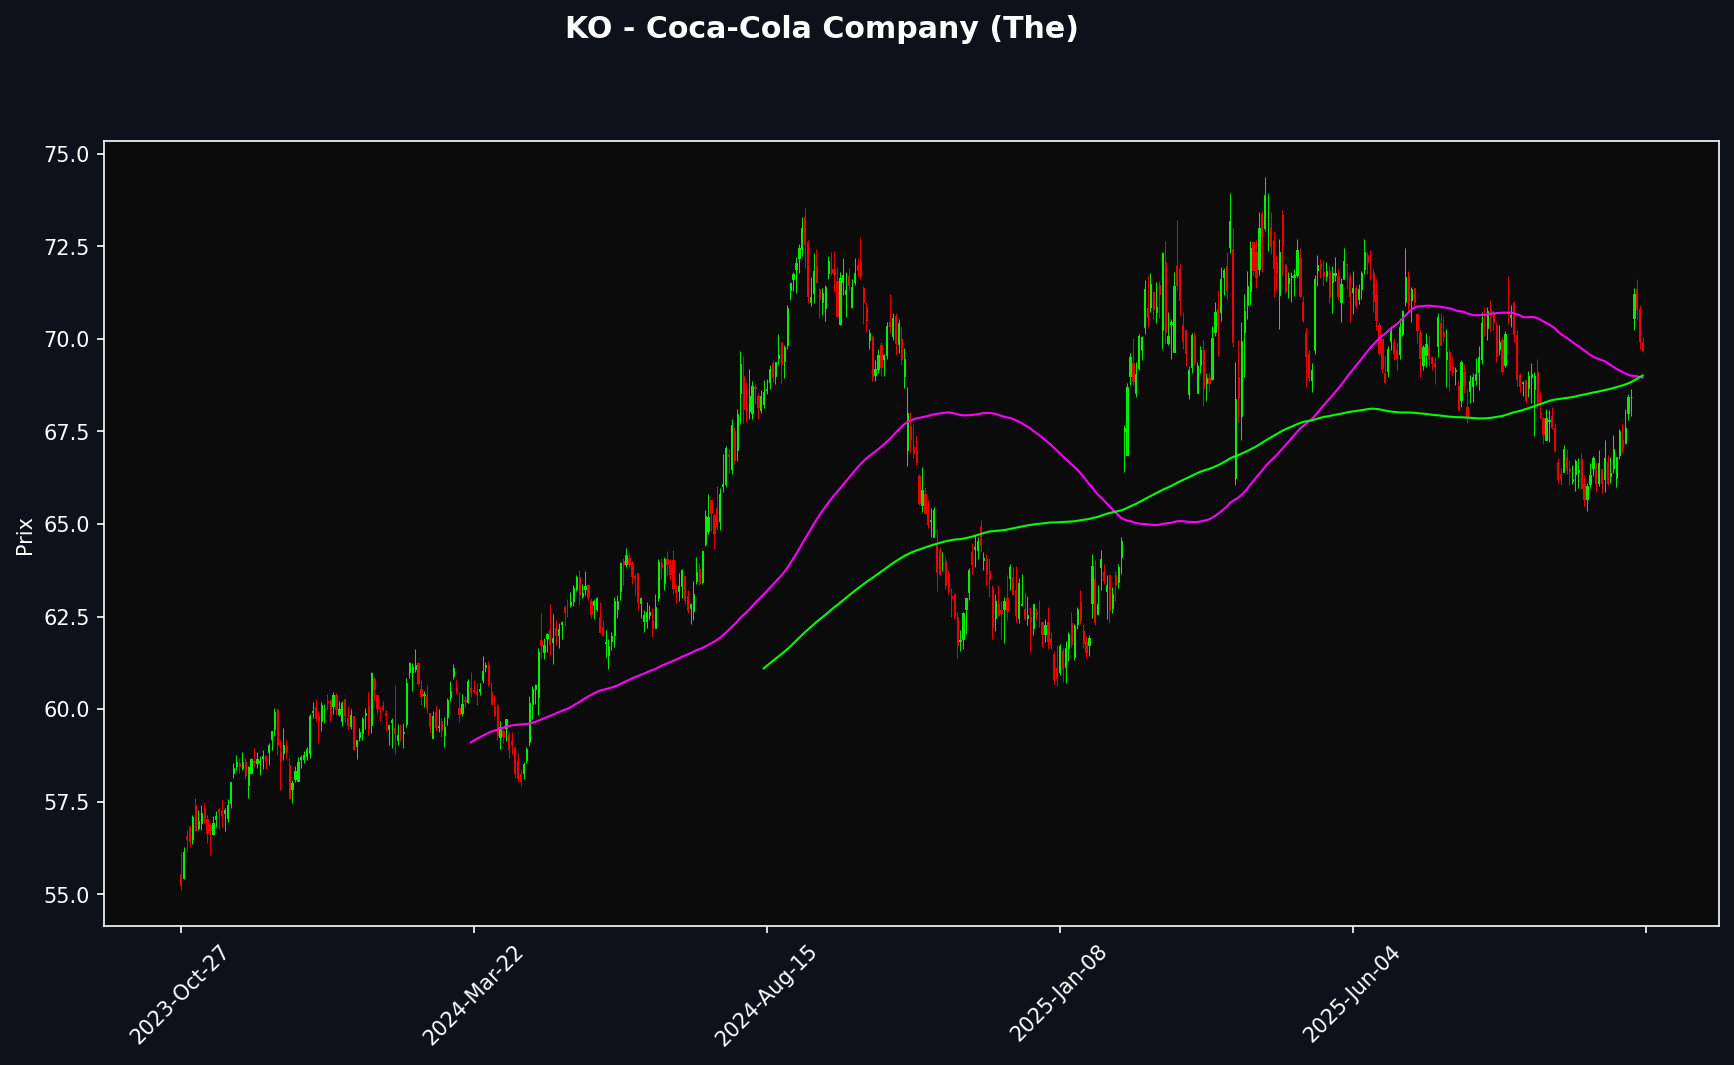 KO - Coca-Cola Company (The)
75.0
72.5
70.0
67.5
65.0
62.5
60.0
57.5
55.0
Prix
2023-Oct-27
2024-Mar-22
2024-Aug-15
2025-Jan-08
2025-Jun-04